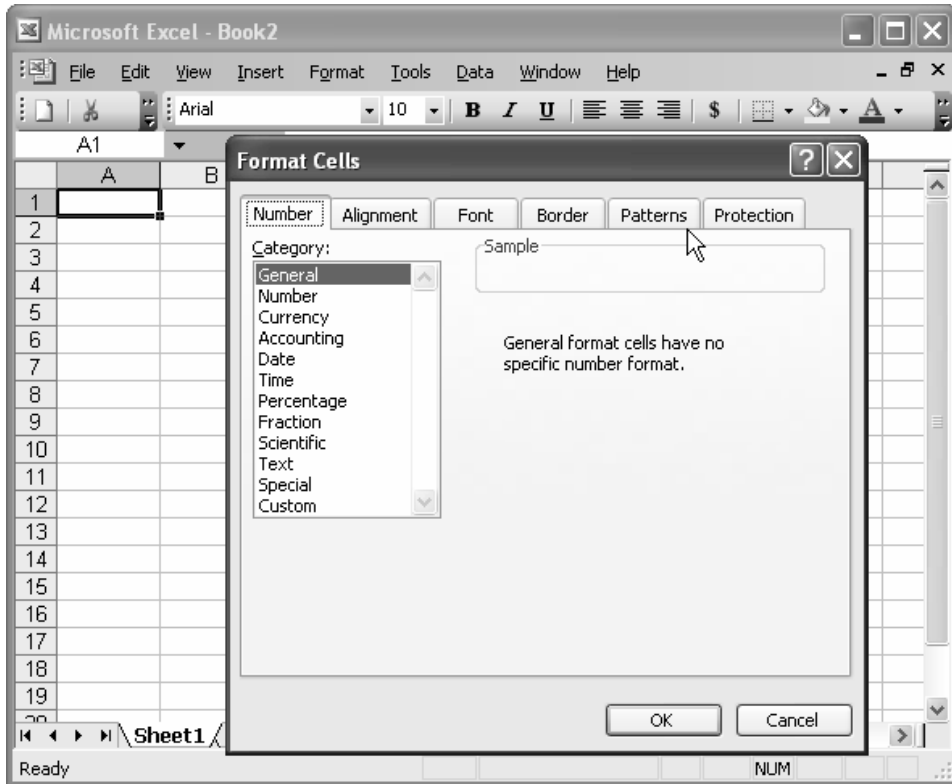 Microsoft Excel - Book2
File Edit View Insert Format Tools Data Window Help
Arial 10 B I U $ A
A1
A B
Format Cells
Number Alignment Font Border Patterns Protection
Category:
Sample
General
Number
Currency
Accounting
Date
Time
Percentage
Fraction
Scientific
Text
Special
Custom
General format cells have no
specific number format.
1
2
3
4
5
6
7
8
9
10
11
12
13
14
15
16
17
18
19
OK Cancel
Sheet1
Ready NUM